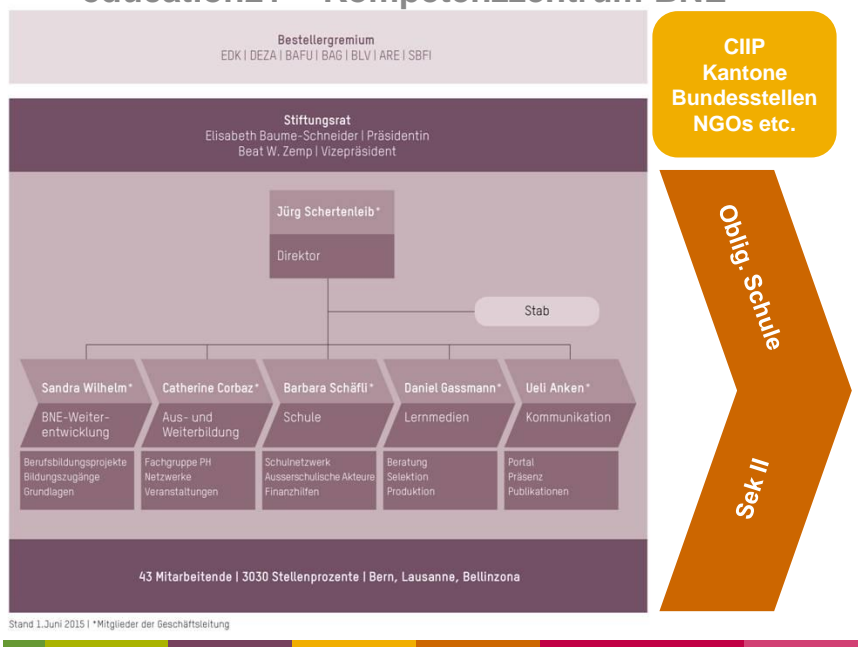 education21 – Kompetenzzentrum BNE
Bestellergremium
EDK | DEZA | BAFU | BAG | BLV | ARE | SBFI
CIIP
Kantone
Bundesstellen
NGOs etc.
Stiftungsrat
Elisabeth Baume-Schneider | Präsidentin
Beat W. Zemp | Vizepräsident
Jürg Schertenleib*
Direktor
Stab
Sandra Wilhelm*
BNE-Weiter-
entwicklung
Berufsbildungsprojekte
Bildungszugänge
Grundlagen
Catherine Corbaz*
Aus- und
Weiterbildung
Fachgruppe PH
Netzwerke
Veranstaltungen
Barbara Schäfli*
Schule
Schulnetzwerk
Ausserschulische Akteure
Finanzhilfen
Daniel Gassmann*
Lernmedien
Beratung
Selektion
Produktion
Ueli Anken*
Kommunikation
Portal
Präsenz
Publikationen
Oblig. Schule
Sek II
43 Mitarbeitende | 3030 Stellenprozente | Bern, Lausanne, Bellinzona
Stand 1.Juni 2015 | *Mitglieder der Geschäftsleitung